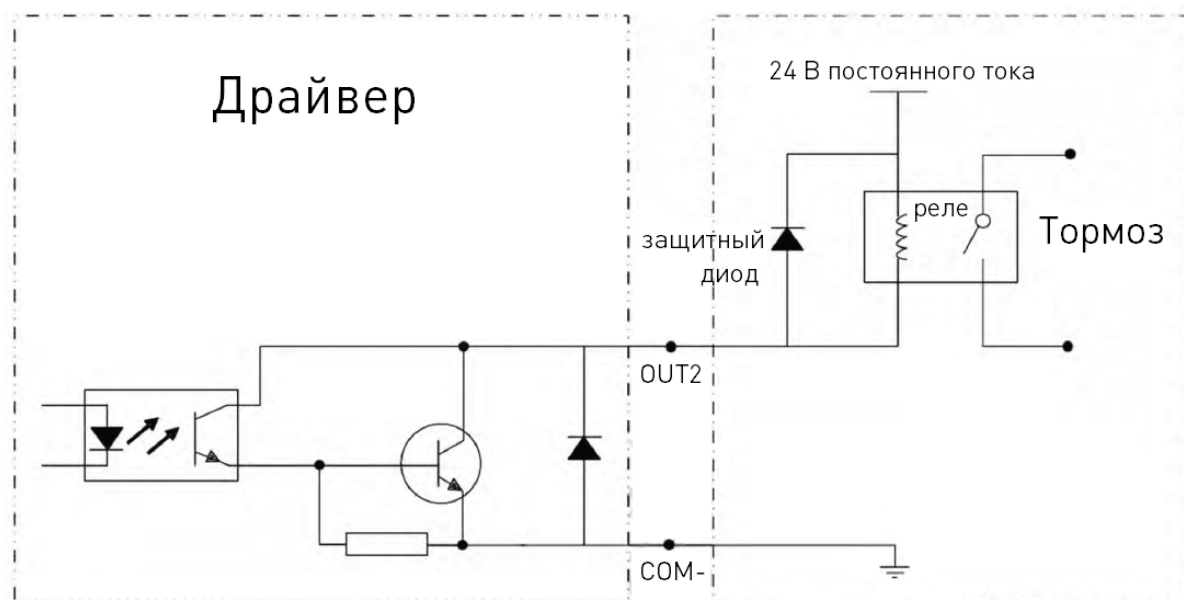 Драйвер
24 В постоянного тока
реле
Тормоз
защитный
диод
OUT2
COM-